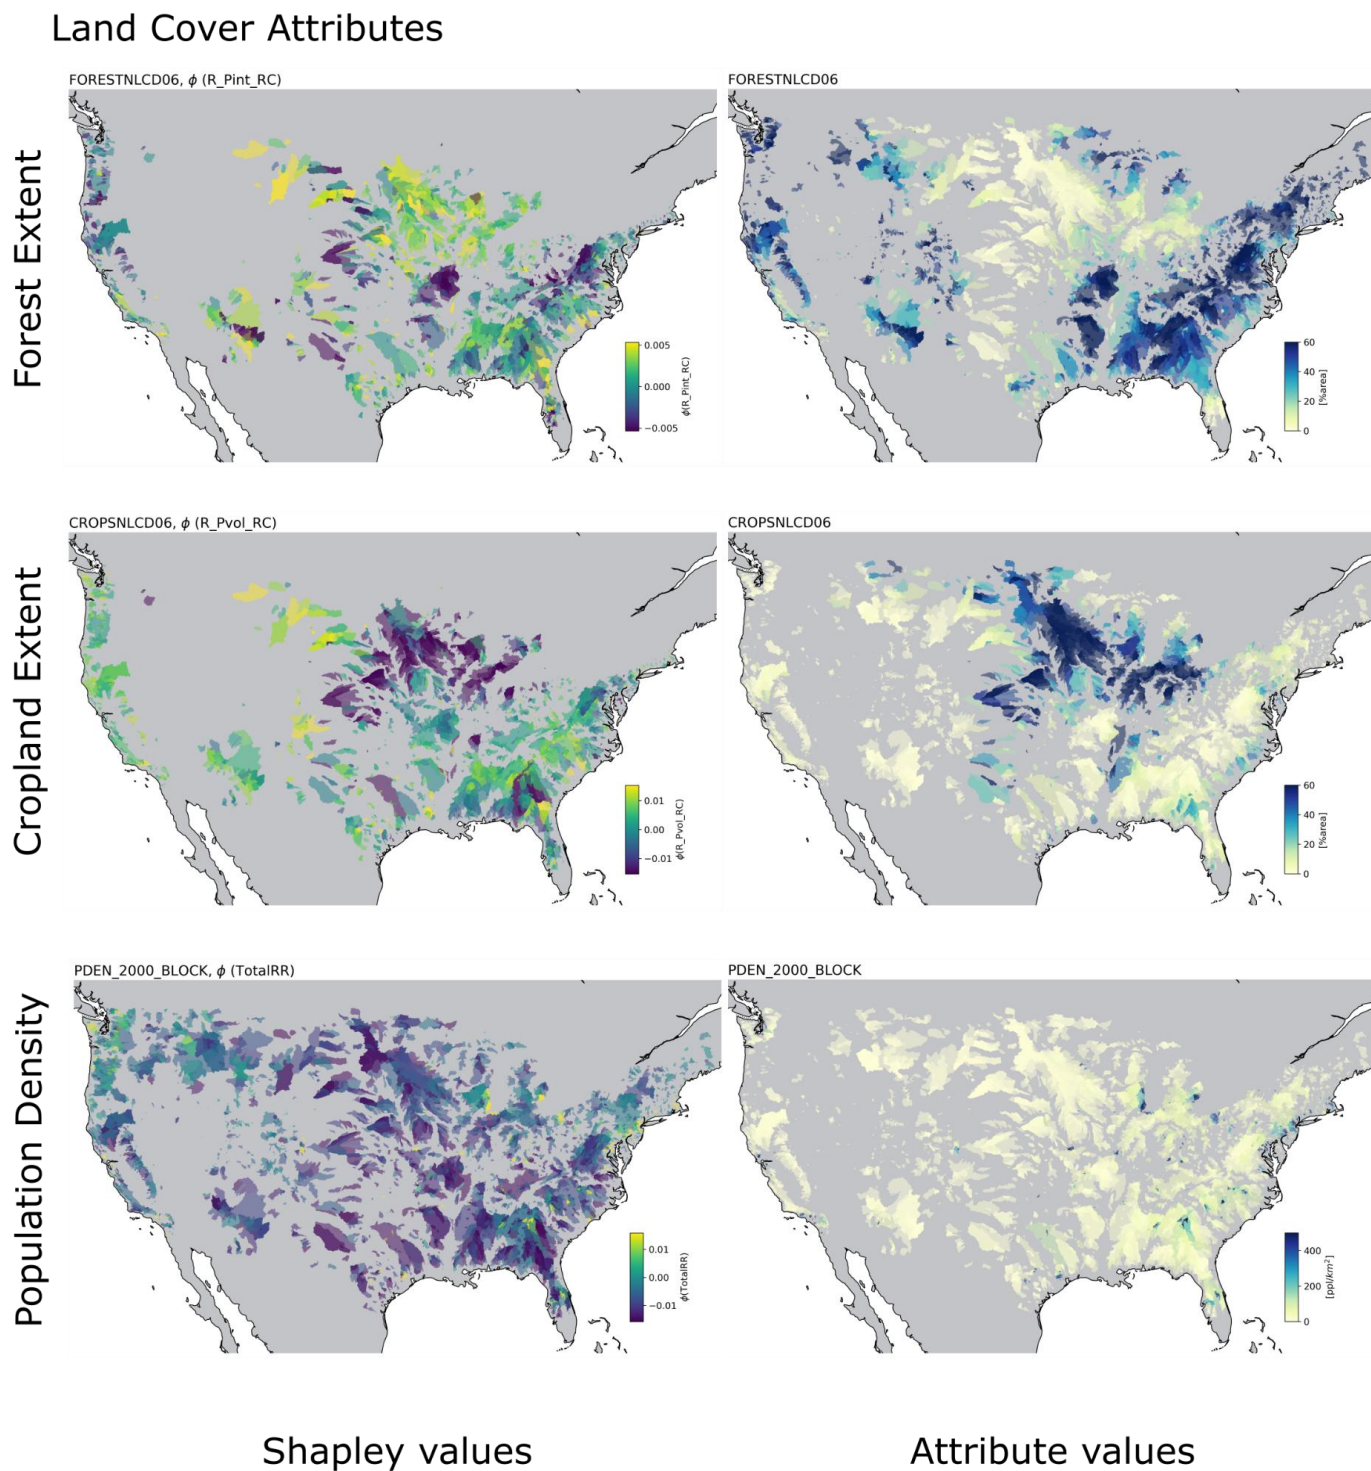 Land Cover Attributes
FORESTNLCD06, ϕ (R_Pint_RC)
FORESTNLCD06
Forest Extent
0.005
0.000
−0.005
ϕ(R_Pint_RC)
60
40
20
0
[%area]
CROPSNLCD06, ϕ (R_Pvol_RC)
CROPSNLCD06
Cropland Extent
0.01
0.00
−0.01
ϕ(R_Pvol_RC)
60
40
20
0
[%area]
PDEN_2000_BLOCK, ϕ (TotalRR)
PDEN_2000_BLOCK
Population Density
0.01
0.00
−0.01
ϕ(TotalRR)
400
200
0
[ppl/km²]
Shapley values
Attribute values